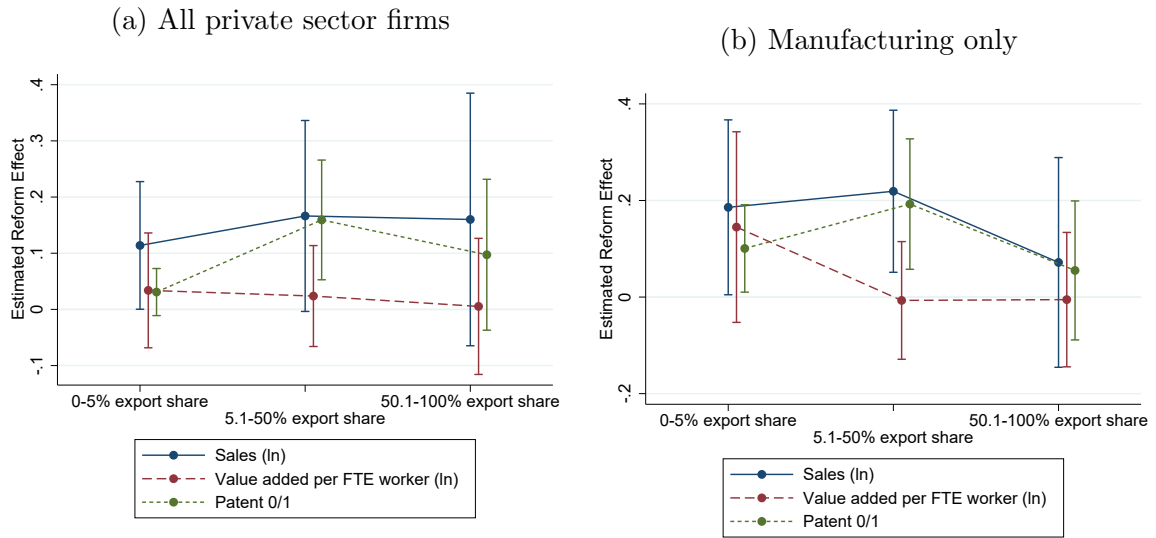 (a) All private sector firms
Estimated Reform Effect
.4
.3
.2
.1
0
-.1
0-5% export share
5.1-50% export share
50.1-100% export share
Sales (ln)
Value added per FTE worker (ln)
Patent 0/1
(b) Manufacturing only
Estimated Reform Effect
.4
.2
0
-.2
0-5% export share
5.1-50% export share
50.1-100% export share
Sales (ln)
Value added per FTE worker (ln)
Patent 0/1